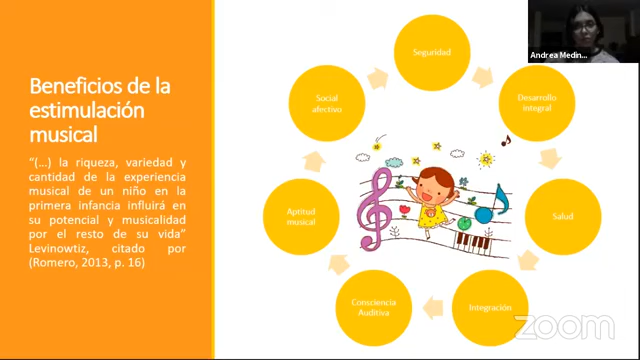 Beneficios de la
estimulación
musical
“(…) la riqueza, variedad y
cantidad de la experiencia
musical de un niño en la
primera infancia influirá en
su potencial y musicalidad
por el resto de su vida”
Levinowtiz, citado por
(Romero, 2013, p. 16)
Seguridad
Desarrollo
integral
Salud
Integración
Consciencia
Auditiva
Aptitud
musical
Social
afectivo
Andrea Medin...
zoom